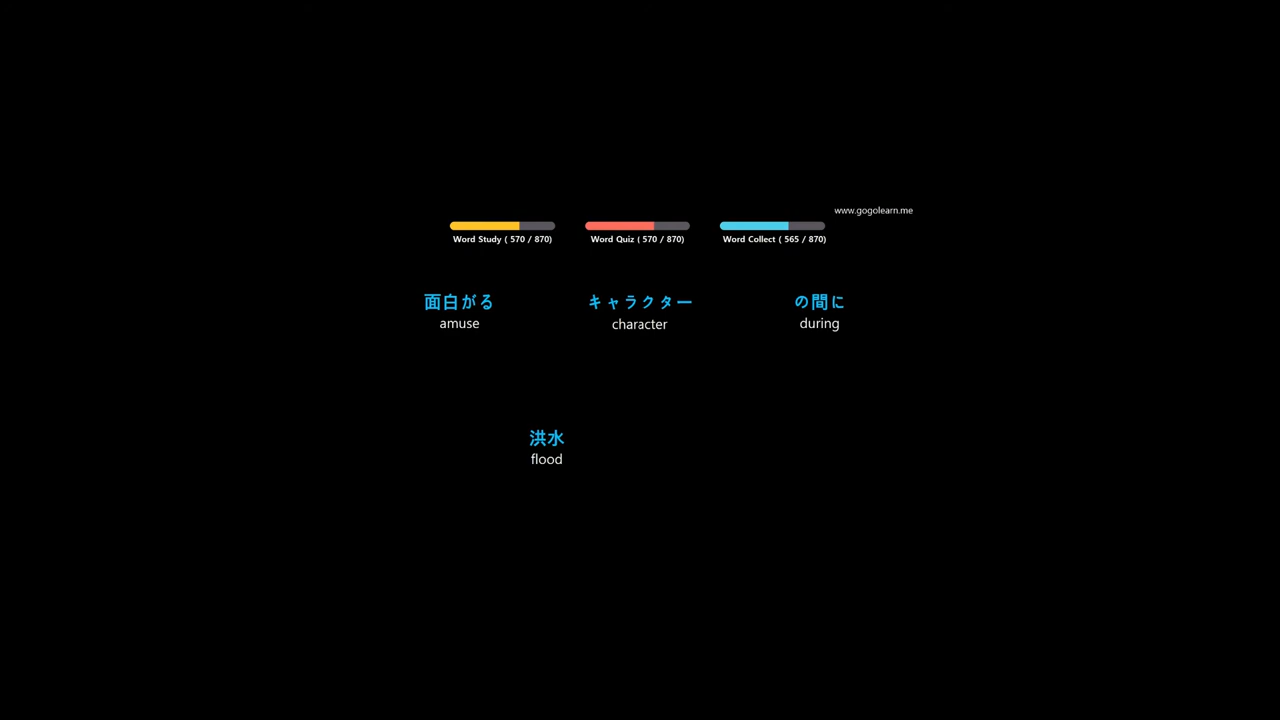 www.gogolearn.me
Word Study ( 570 / 870)
Word Quiz ( 570 / 870)
Word Collect ( 565 / 870)
面白がる
amuse
キャラクター
character
の間に
during
洪水
flood